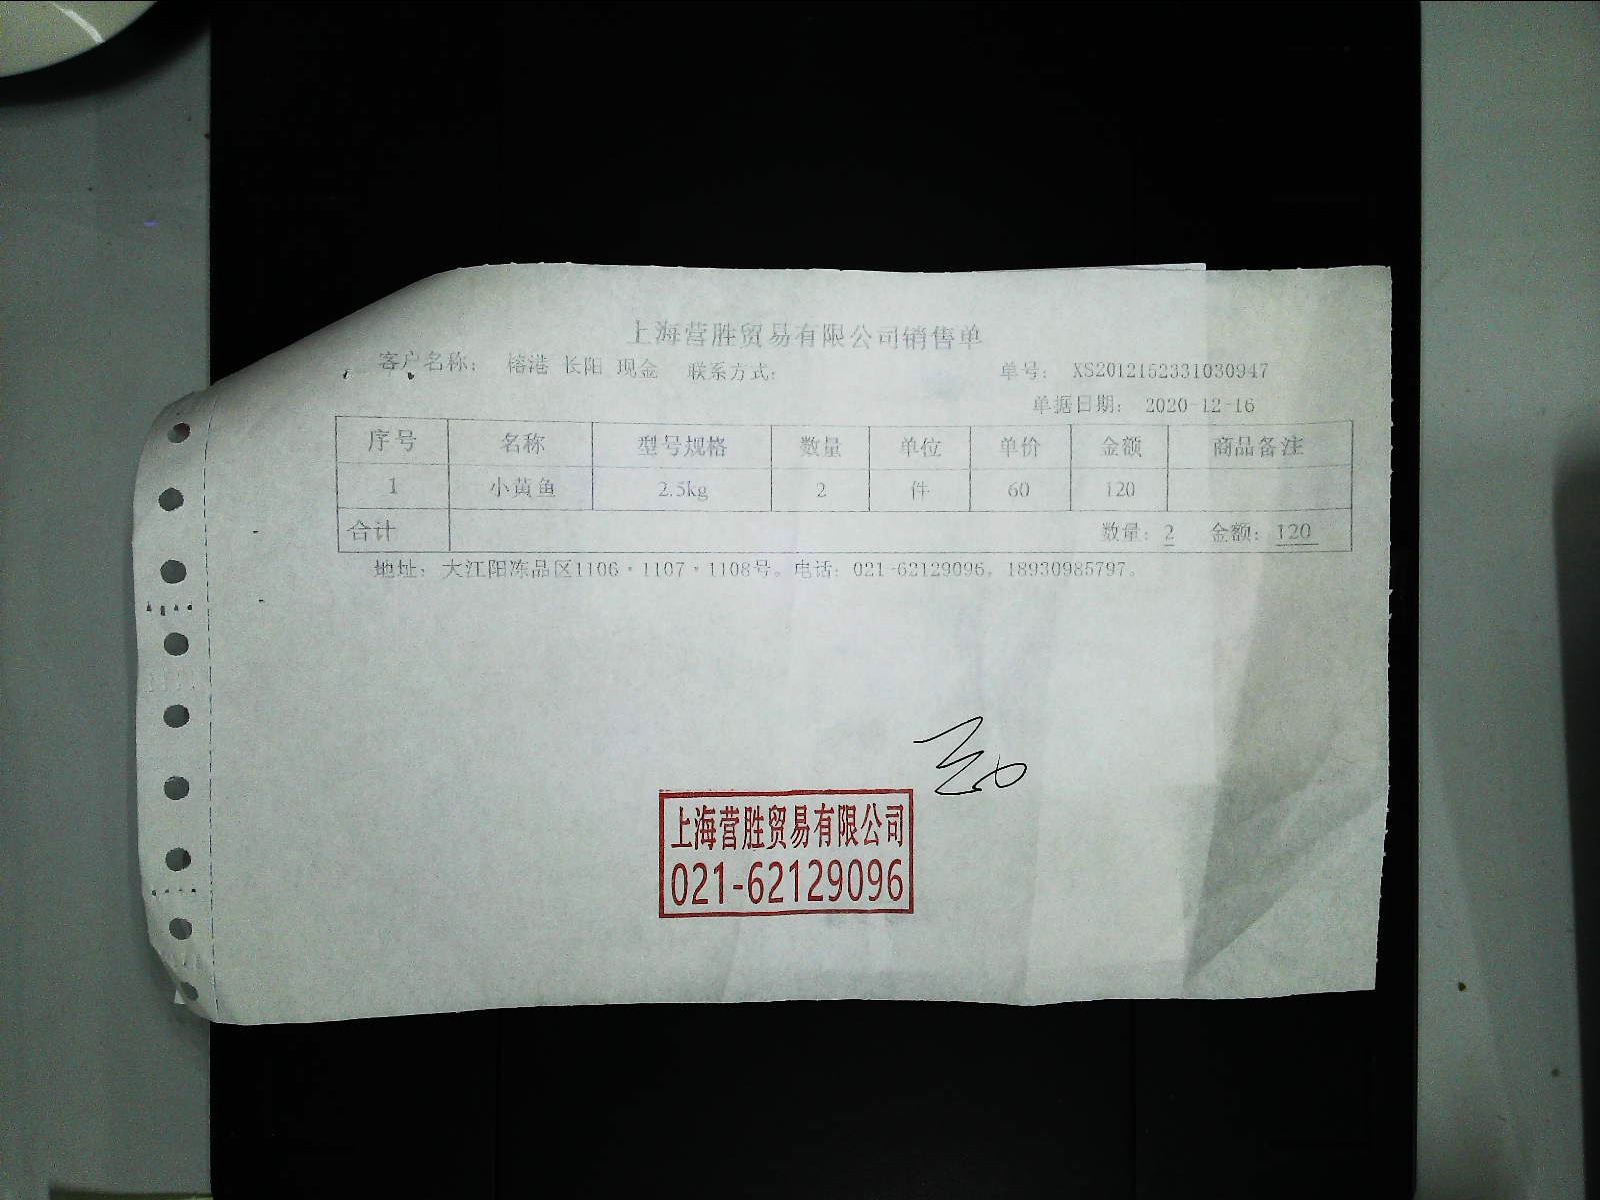 上海营胜贸易有限公司销售单
客户名称： 榕港 长阳 现金 联系方式： 单号： XS2012152331030947
单据日期： 2020-12-16
序号 名称 型号规格 数量 单位 单价 金额 商品备注
1 小黄鱼 2.5kg 2 件 60 120
合计 数量：2 金额：120
地址：大江阳冻品区1106·1107·1108号。电话：021-62129096，18930985797。
上海营胜贸易有限公司
021-62129096